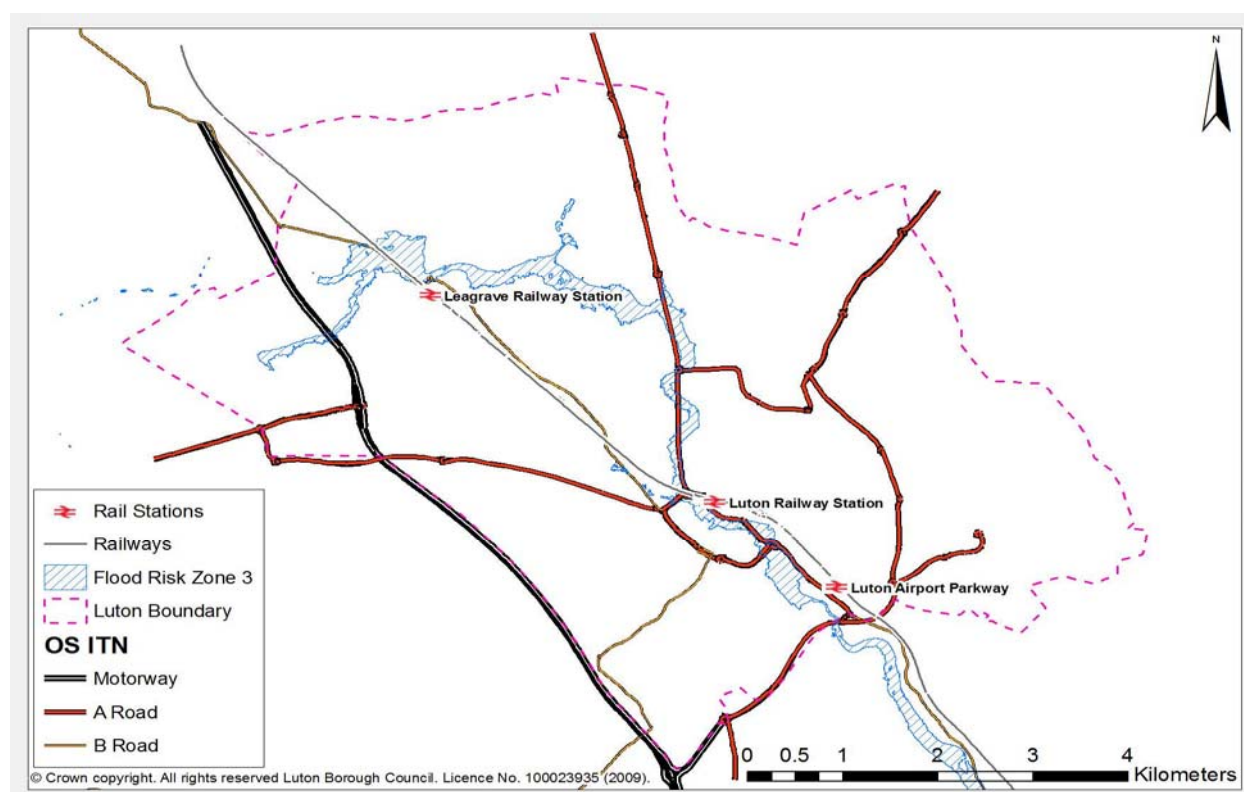 N
Leagrave Railway Station
Luton Railway Station
Luton Airport Parkway
Rail Stations
Railways
Flood Risk Zone 3
Luton Boundary
OS ITN
Motorway
A Road
B Road
0 0.5 1 2 3 4
Kilometers
© Crown copyright. All rights reserved Luton Borough Council. Licence No. 100023935 (2009).